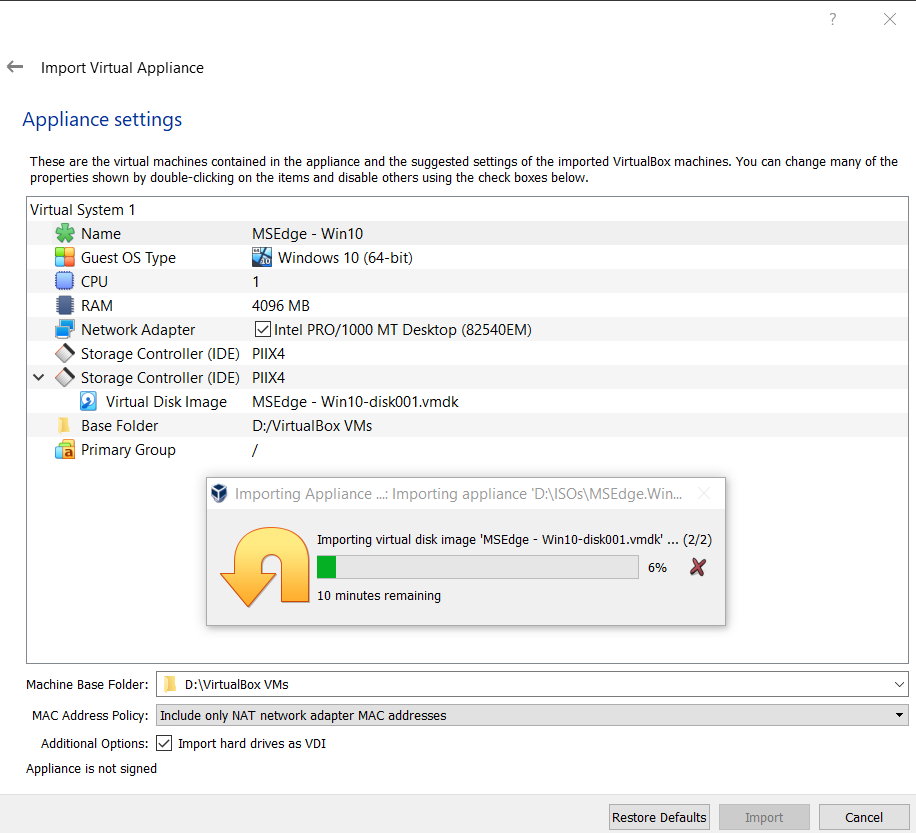 ?
Import Virtual Appliance
Appliance settings
These are the virtual machines contained in the appliance and the suggested settings of the imported VirtualBox machines. You can change many of the
properties shown by double-clicking on the items and disable others using the check boxes below.
Virtual System 1
Name MSEdge - Win10
Guest OS Type Windows 10 (64-bit)
CPU 1
RAM 4096 MB
Network Adapter Intel PRO/1000 MT Desktop (82540EM)
Storage Controller (IDE) PIIX4
Storage Controller (IDE) PIIX4
Virtual Disk Image MSEdge - Win10-disk001.vmdk
Base Folder D:/VirtualBox VMs
Primary Group /
Importing Appliance ...: Importing appliance 'D:\ISOs\MSEdge.Win...
Importing virtual disk image 'MSEdge - Win10-disk001.vmdk' ... (2/2)
6%
10 minutes remaining
Machine Base Folder: D:\VirtualBox VMs
MAC Address Policy: Include only NAT network adapter MAC addresses
Additional Options: Import hard drives as VDI
Appliance is not signed
Restore Defaults Import Cancel